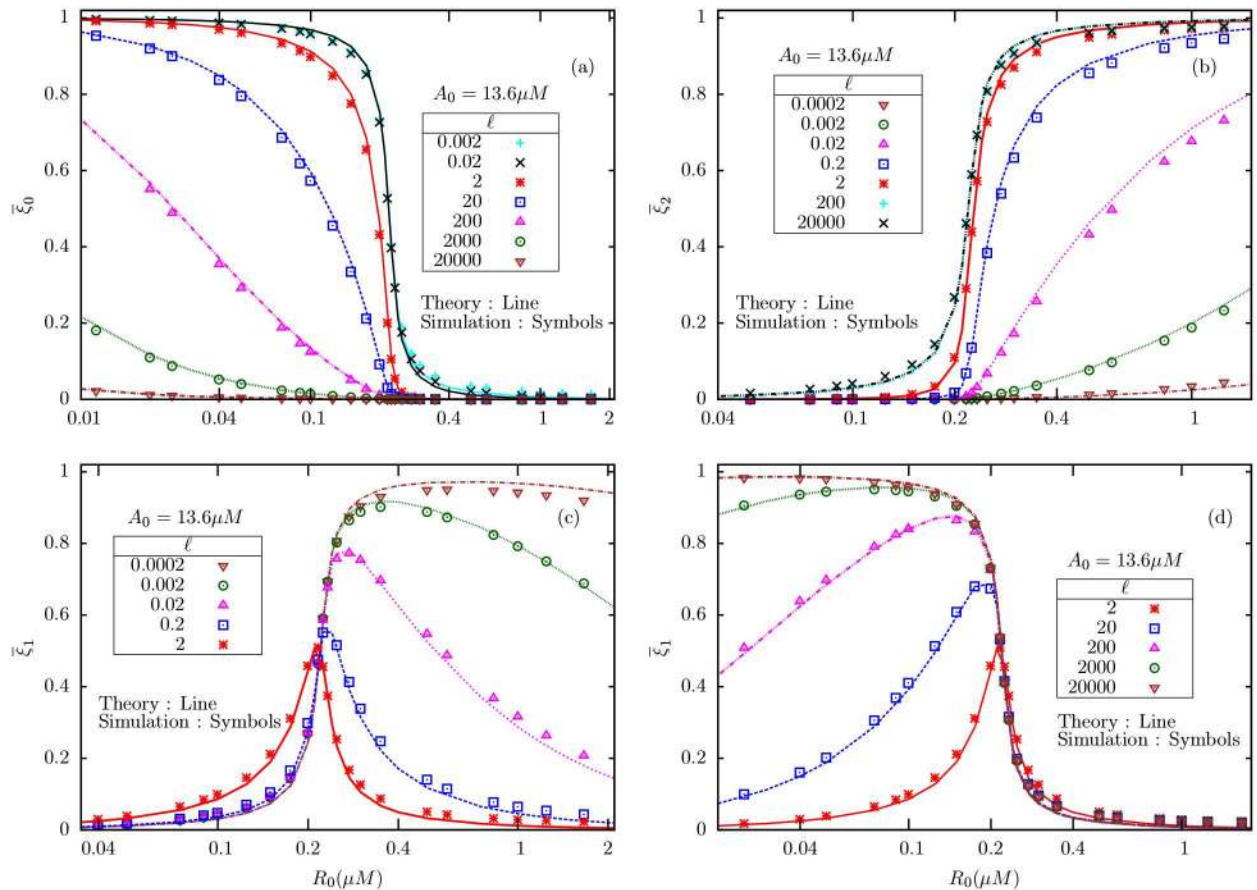 (a)
A₀ = 13.6μM
ℓ
0.002
0.02
2
20
200
2000
20000
Theory : Line
Simulation : Symbols
ξ̅₀
1
0.8
0.6
0.4
0.2
0
0.01 0.04 0.1 0.4 1 2
(b)
A₀ = 13.6μM
ℓ
0.0002
0.002
0.02
0.2
2
200
20000
Theory : Line
Simulation : Symbols
ξ̅₂
1
0.8
0.6
0.4
0.2
0
0.04 0.1 0.2 0.4 1
(c)
A₀ = 13.6μM
ℓ
0.0002
0.002
0.02
0.2
2
Theory : Line
Simulation : Symbols
ξ̅₁
1
0.8
0.6
0.4
0.2
0
0.04 0.1 0.2 0.4 1 2
R₀(μM)
(d)
A₀ = 13.6μM
ℓ
2
20
200
2000
20000
Theory : Line
Simulation : Symbols
ξ̅₁
1
0.8
0.6
0.4
0.2
0
0.04 0.1 0.2 0.4 1
R₀(μM)